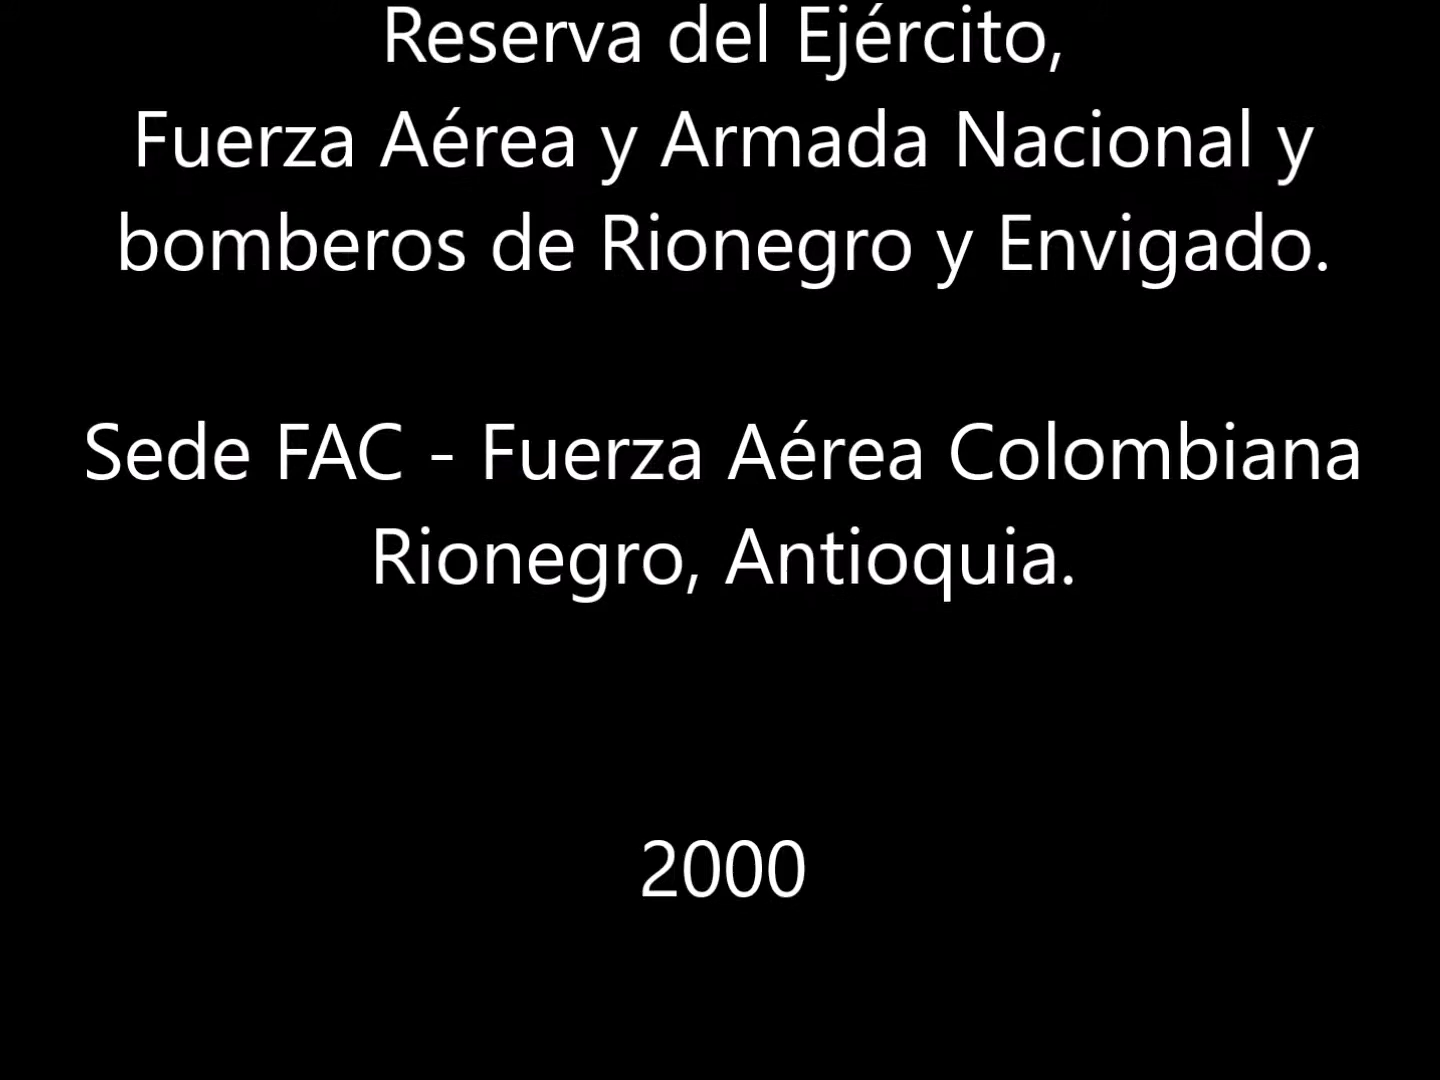 Reserva del Ejército,
Fuerza Aérea y Armada Nacional y
bomberos de Rionegro y Envigado.
Sede FAC - Fuerza Aérea Colombiana
Rionegro, Antioquia.
2000